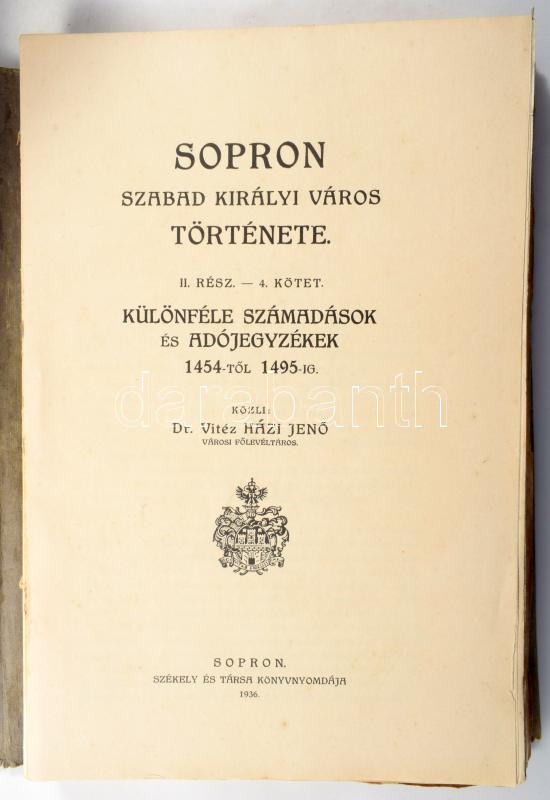 SOPRON
SZABAD KIRÁLYI VÁROS
TÖRTÉNETE.
II. RÉSZ. — 4. KÖTET.
KÜLÖNFÉLE SZÁMADÁSOK
ÉS ADÓJEGYZÉKEK
1454-TŐL 1495-IG.
darabanth
KÖZLI:
Dr. Vitéz HÁZI JENŐ
VÁROSI FŐLEVÉLTÁROS.
SOPRON.
SZÉKELY ÉS TÁRSA KÖNYVNYOMDÁJA
1936.